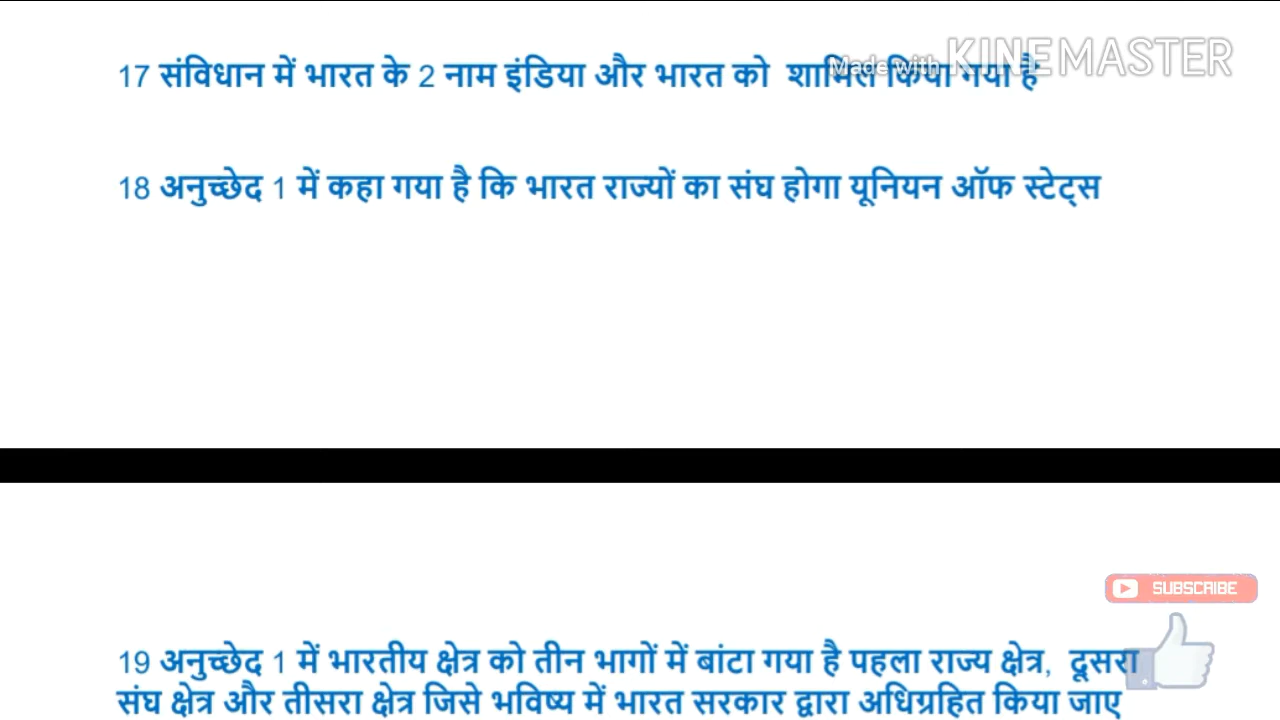 Made with KINEMASTER
17 संविधान में भारत के 2 नाम इंडिया और भारत को शामिल किया गया है
18 अनुच्छेद 1 में कहा गया है कि भारत राज्यों का संघ होगा यूनियन ऑफ स्टेट्स
SUBSCRIBE
19 अनुच्छेद 1 में भारतीय क्षेत्र को तीन भागों में बांटा गया है पहला राज्य क्षेत्र, दूसरा
संघ क्षेत्र और तीसरा क्षेत्र जिसे भविष्य में भारत सरकार द्वारा अधिग्रहित किया जाए